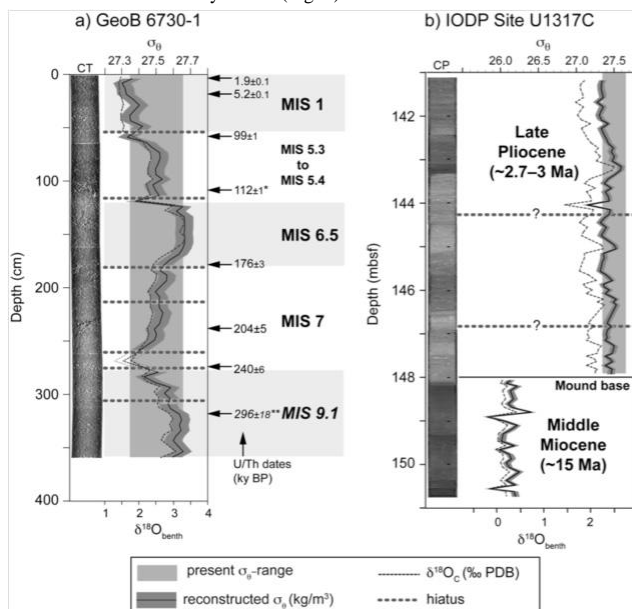 a) GeoB 6730-1
b) IODP Site U1317C
σθ
CT 27.3 27.5 27.7
σθ
CP 26.0 26.5 27.0 27.5
0
100
200
300
400
Depth (cm)
1.9±0.1
5.2±0.1
MIS 1
99±1
MIS 5.3
to
MIS 5.4
112±1*
MIS 6.5
176±3
MIS 7
204±5
240±6
296±18** MIS 9.1
U/Th dates
(ky BP)
1 2 3 4
δ18Obenth
142
144
146
148
150
Depth (mbsf)
Late
Pliocene
(~2.7–3 Ma)
?
?
Mound base
Middle
Miocene
(~15 Ma)
0 1 2
δ18Obenth
present σθ-range
δ18Oc (‰ PDB)
reconstructed σθ (kg/m³)
hiatus